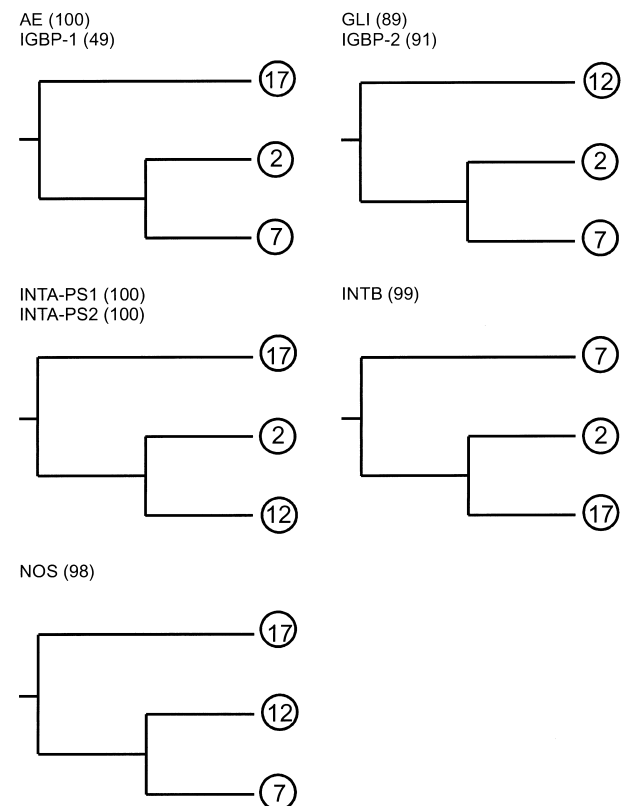 AE (100)
IGBP-1 (49)
17
2
7
GLI (89)
IGBP-2 (91)
12
2
7
INTA-PS1 (100)
INTA-PS2 (100)
17
2
12
INTB (99)
7
2
17
NOS (98)
17
12
7